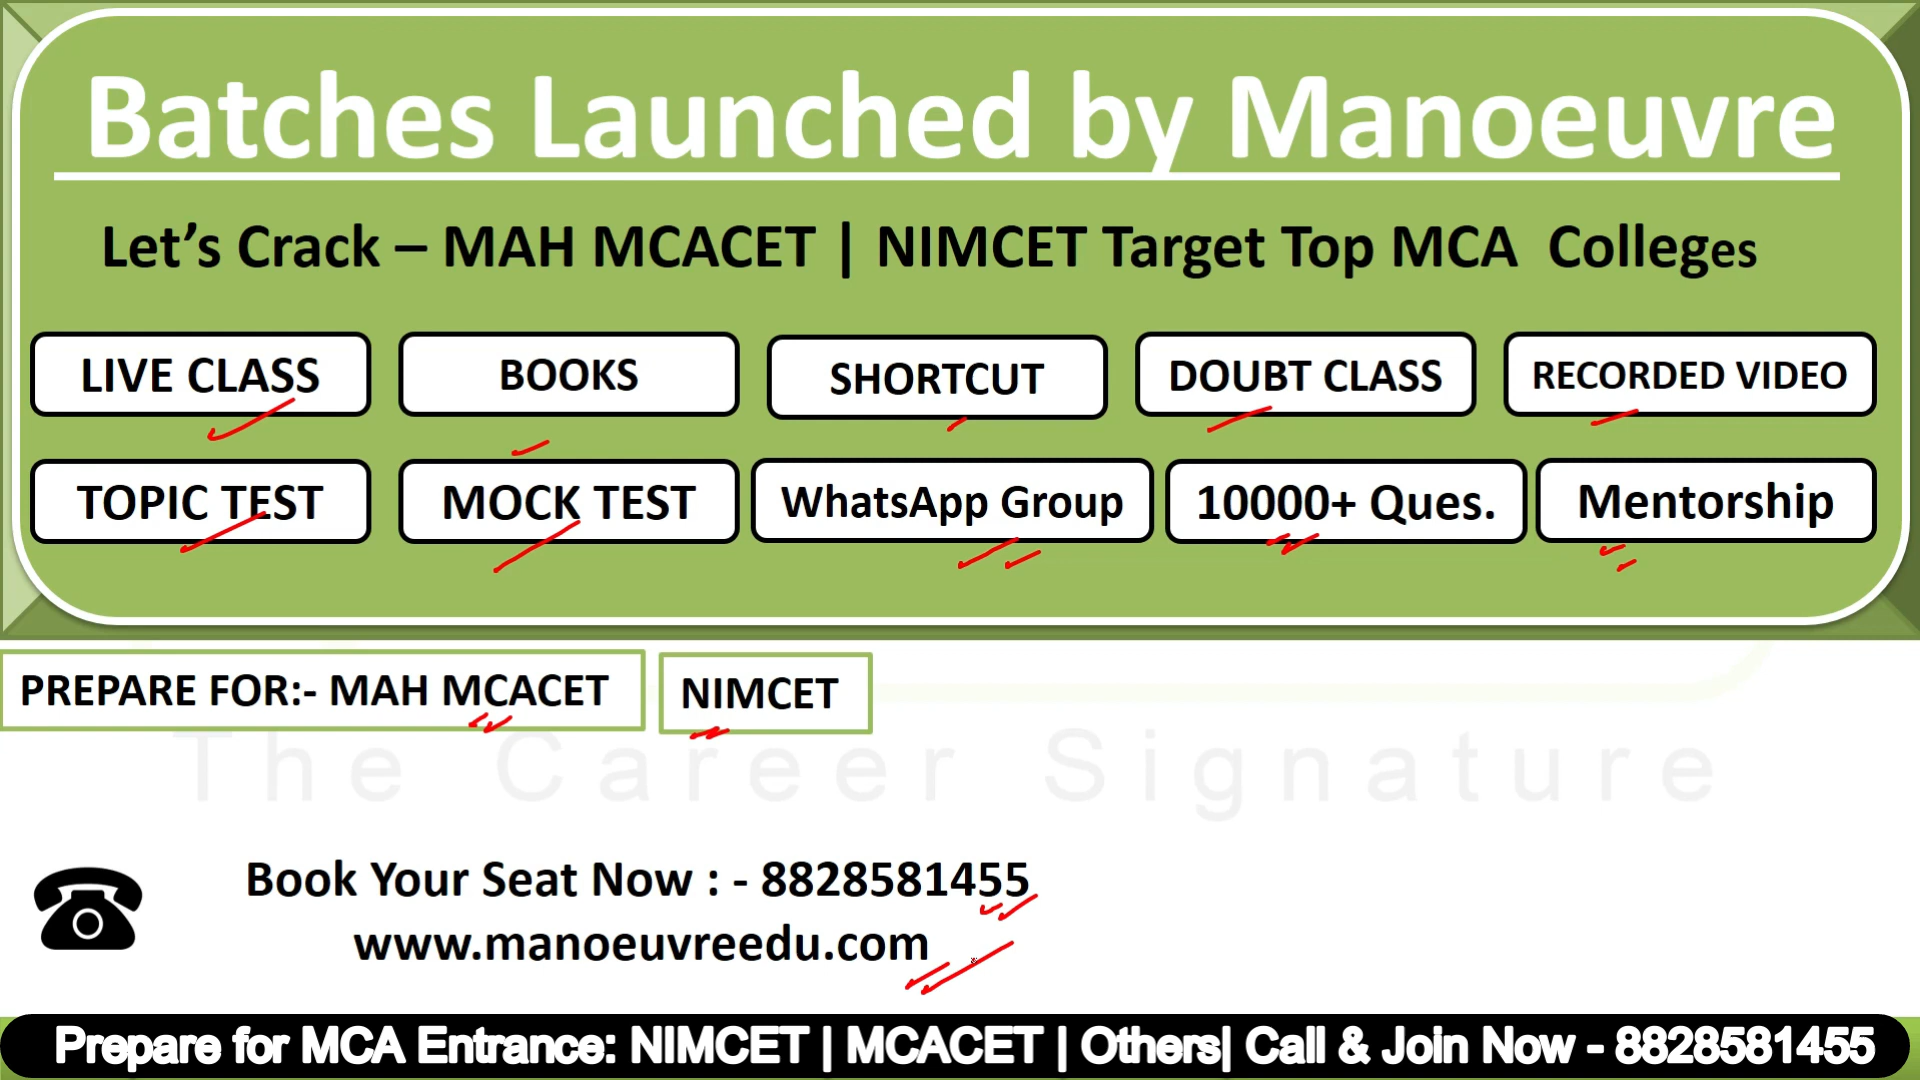 Batches Launched by Manoeuvre
Let's Crack – MAH MCACET | NIMCET Target Top MCA Colleges
LIVE CLASS
BOOKS
SHORTCUT
DOUBT CLASS
RECORDED VIDEO
TOPIC TEST
MOCK TEST
WhatsApp Group
10000+ Ques.
Mentorship
PREPARE FOR:- MAH MCACET
NIMCET
The Career Signature
Book Your Seat Now : - 8828581455
www.manoeuvreedu.com
Prepare for MCA Entrance: NIMCET | MCACET | Others| Call & Join Now - 8828581455